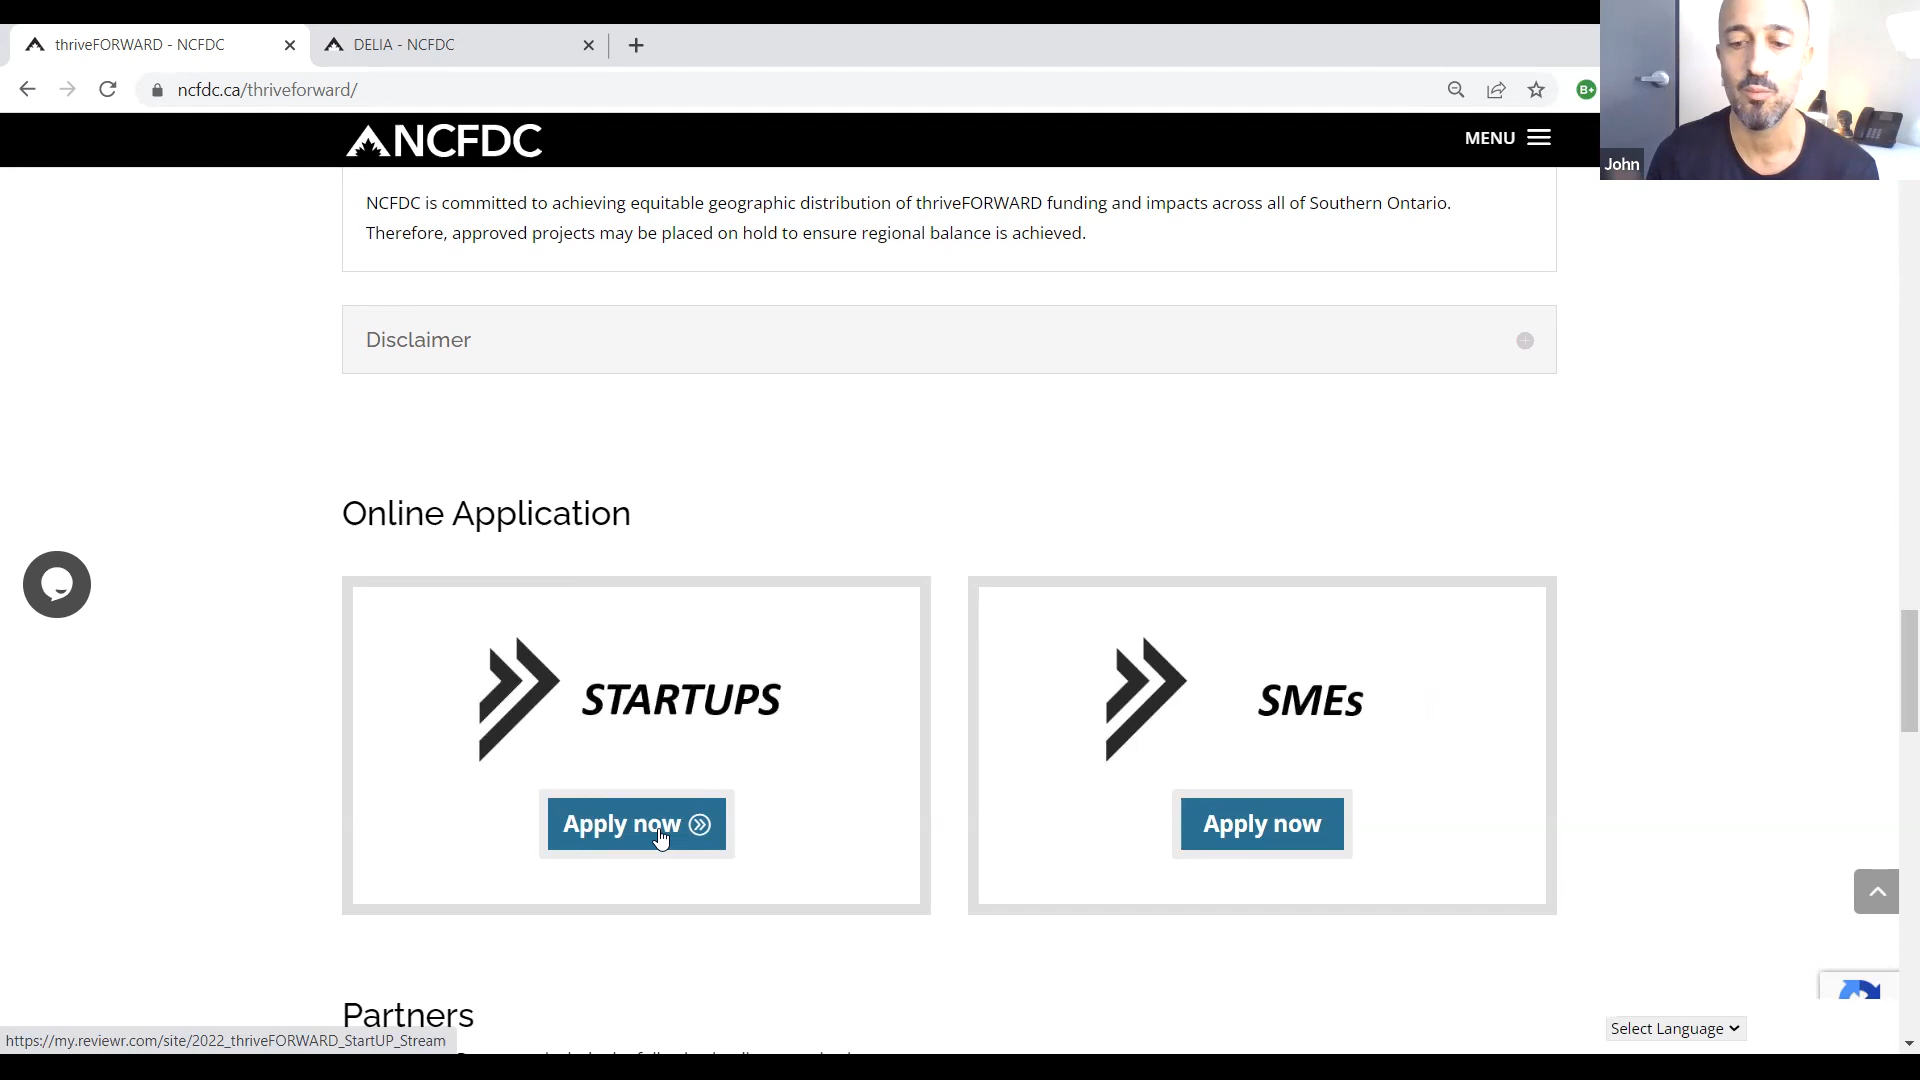 thriveFORWARD - NCFDC
DELIA - NCFDC
ncfdc.ca/thriveforward/
B+
NCFDC
MENU
John
NCFDC is committed to achieving equitable geographic distribution of thriveFORWARD funding and impacts across all of Southern Ontario.
Therefore, approved projects may be placed on hold to ensure regional balance is achieved.
Disclaimer
Online Application
STARTUPS
SMEs
Apply now
Apply now
Partners
Select Language
https://my.reviewr.com/site/2022_thriveFORWARD_StartUP_Stream